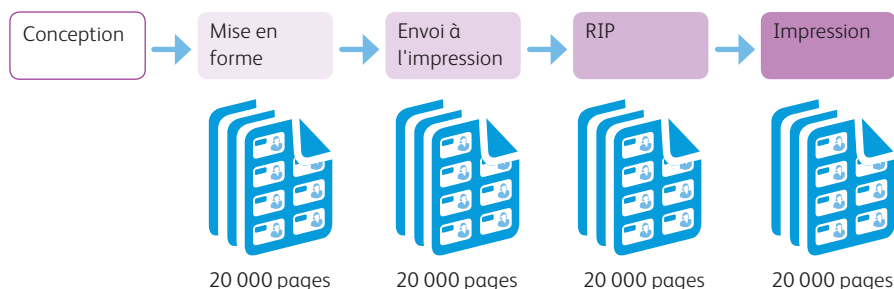 Conception
Mise en
forme
Envoi à
l'impression
RIP
Impression
20 000 pages
20 000 pages
20 000 pages
20 000 pages